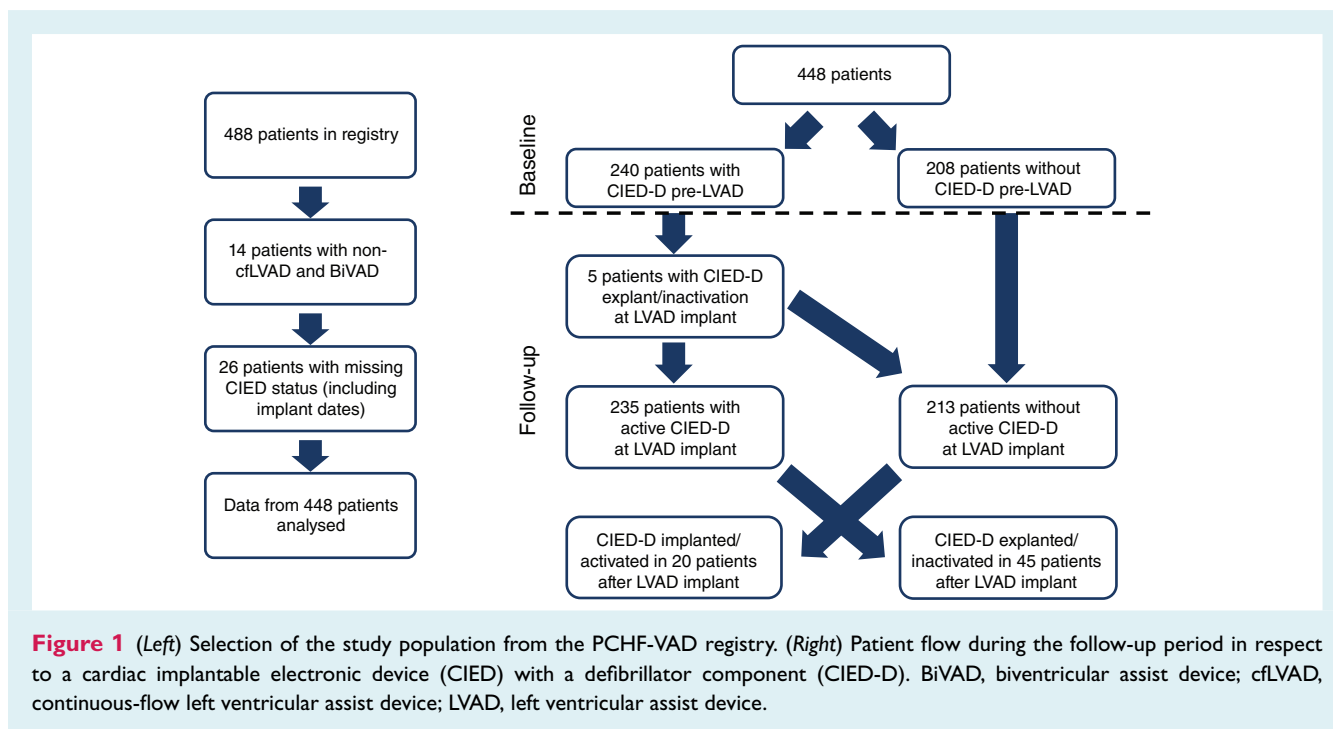 488 patients in registry
14 patients with non-
cfLVAD and BiVAD
26 patients with missing
CIED status (including
implant dates)
Data from 448 patients
analysed
448 patients
Baseline
240 patients with
CIED-D pre-LVAD
208 patients without
CIED-D pre-LVAD
Follow-up
5 patients with CIED-D
explant/inactivation
at LVAD implant
235 patients with
active CIED-D
at LVAD implant
213 patients without
active CIED-D
at LVAD implant
CIED-D implanted/
activated in 20 patients
after LVAD implant
CIED-D explanted/
inactivated in 45 patients
after LVAD implant
Figure 1 (Left) Selection of the study population from the PCHF-VAD registry. (Right) Patient flow during the follow-up period in respect
to a cardiac implantable electronic device (CIED) with a defibrillator component (CIED-D). BiVAD, biventricular assist device; cfLVAD,
continuous-flow left ventricular assist device; LVAD, left ventricular assist device.